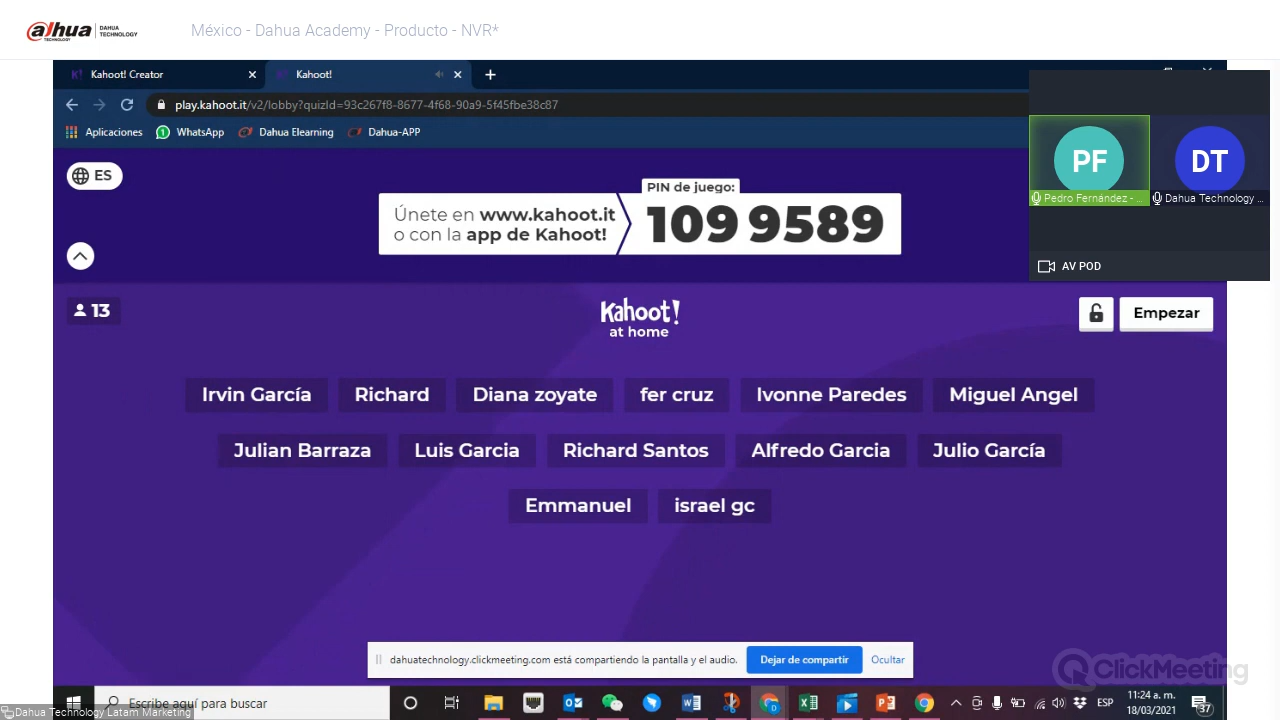 alhua
TECHNOLOGY
DAHUA
TECHNOLOGY
México - Dahua Academy - Producto - NVR*
Kahoot! Creator
Kahoot!
play.kahoot.it/v2/lobby?quizId=93c267f8-8677-4f68-90a9-5f45fbe38c87
Aplicaciones WhatsApp Dahua Elearning Dahua-APP
ES
Únete en www.kahoot.it
o con la app de Kahoot!
PIN de juego:
109 9589
PF
DT
Pedro Fernández - ...
Dahua Technology ...
AV POD
13
Kahoot!
at home
Empezar
Irvin García Richard Diana zoyate fer cruz Ivonne Paredes Miguel Angel
Julian Barraza Luis Garcia Richard Santos Alfredo Garcia Julio García
Emmanuel israel gc
dahuatechnology.clickmeeting.com está compartiendo la pantalla y el audio. Dejar de compartir Ocultar
ClickMeeting
Escribe aquí para buscar
Dahua Technology Latam Marketing
ESP
11:24 a. m.
18/03/2021
37